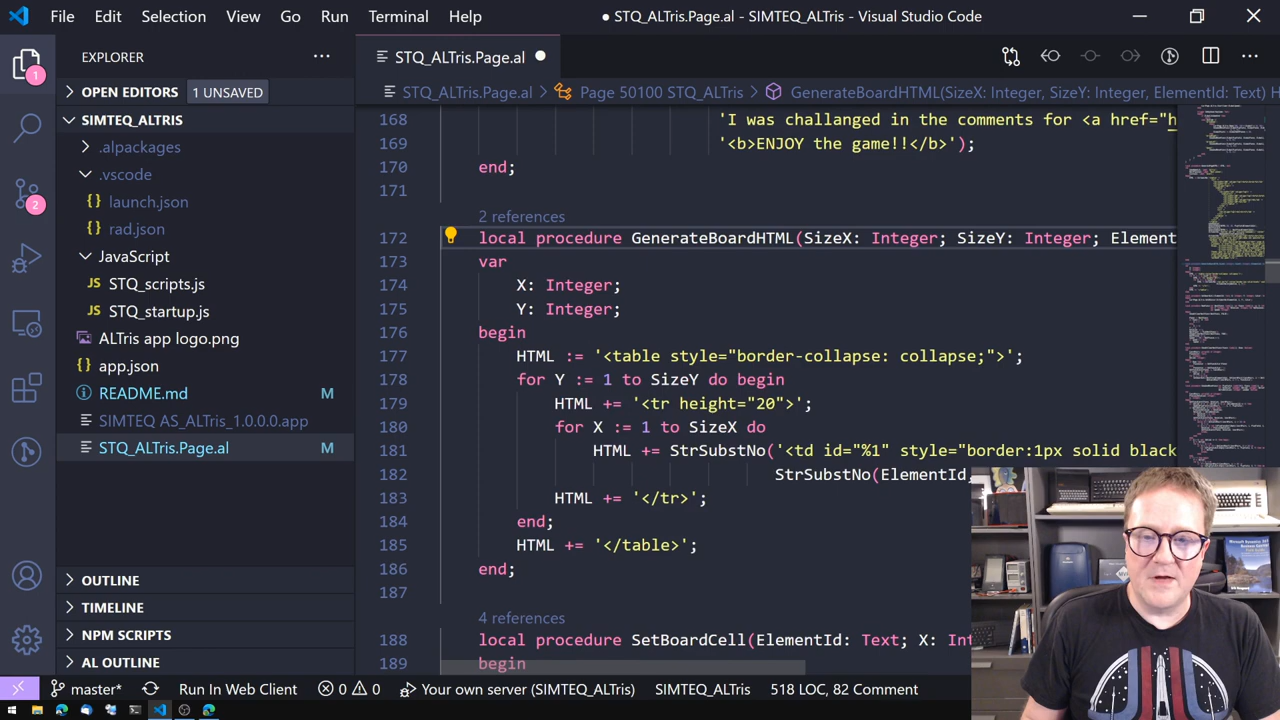 File Edit Selection View Go Run Terminal Help
● STQ_ALTris.Page.al - SIMTEQ_ALTris - Visual Studio Code
EXPLORER
STQ_ALTris.Page.al
OPEN EDITORS 1 UNSAVED
STQ_ALTris.Page.al > Page 50100 STQ_ALTris > GenerateBoardHTML(SizeX: Integer, SizeY: Integer, ElementId: Text) H
SIMTEQ_ALTRIS
.alpackages
.vscode
{} launch.json
{} rad.json
JavaScript
JS STQ_scripts.js
JS STQ_startup.js
ALTris app logo.png
{} app.json
README.md M
SIMTEQ AS_ALTris_1.0.0.0.app
STQ_ALTris.Page.al M
OUTLINE
TIMELINE
NPM SCRIPTS
AL OUTLINE
1
2
168 'I was challanged in the comments for <a href="h
169 '<b>ENJOY the game!!</b>');
170 end;
171
2 references
172 local procedure GenerateBoardHTML(SizeX: Integer; SizeY: Integer; Element
173 var
174 X: Integer;
175 Y: Integer;
176 begin
177 HTML := '<table style="border-collapse: collapse;">';
178 for Y := 1 to SizeY do begin
179 HTML += '<tr height="20">';
180 for X := 1 to SizeX do
181 HTML += StrSubstNo('<td id="%1" style="border:1px solid black
182 StrSubstNo(ElementId
183 HTML += '</tr>';
184 end;
185 HTML += '</table>';
186 end;
187
4 references
188 local procedure SetBoardCell(ElementId: Text; X: Int
189 begin
master* Run In Web Client 0 0 Your own server (SIMTEQ_ALTris) SIMTEQ_ALTris 518 LOC, 82 Comment